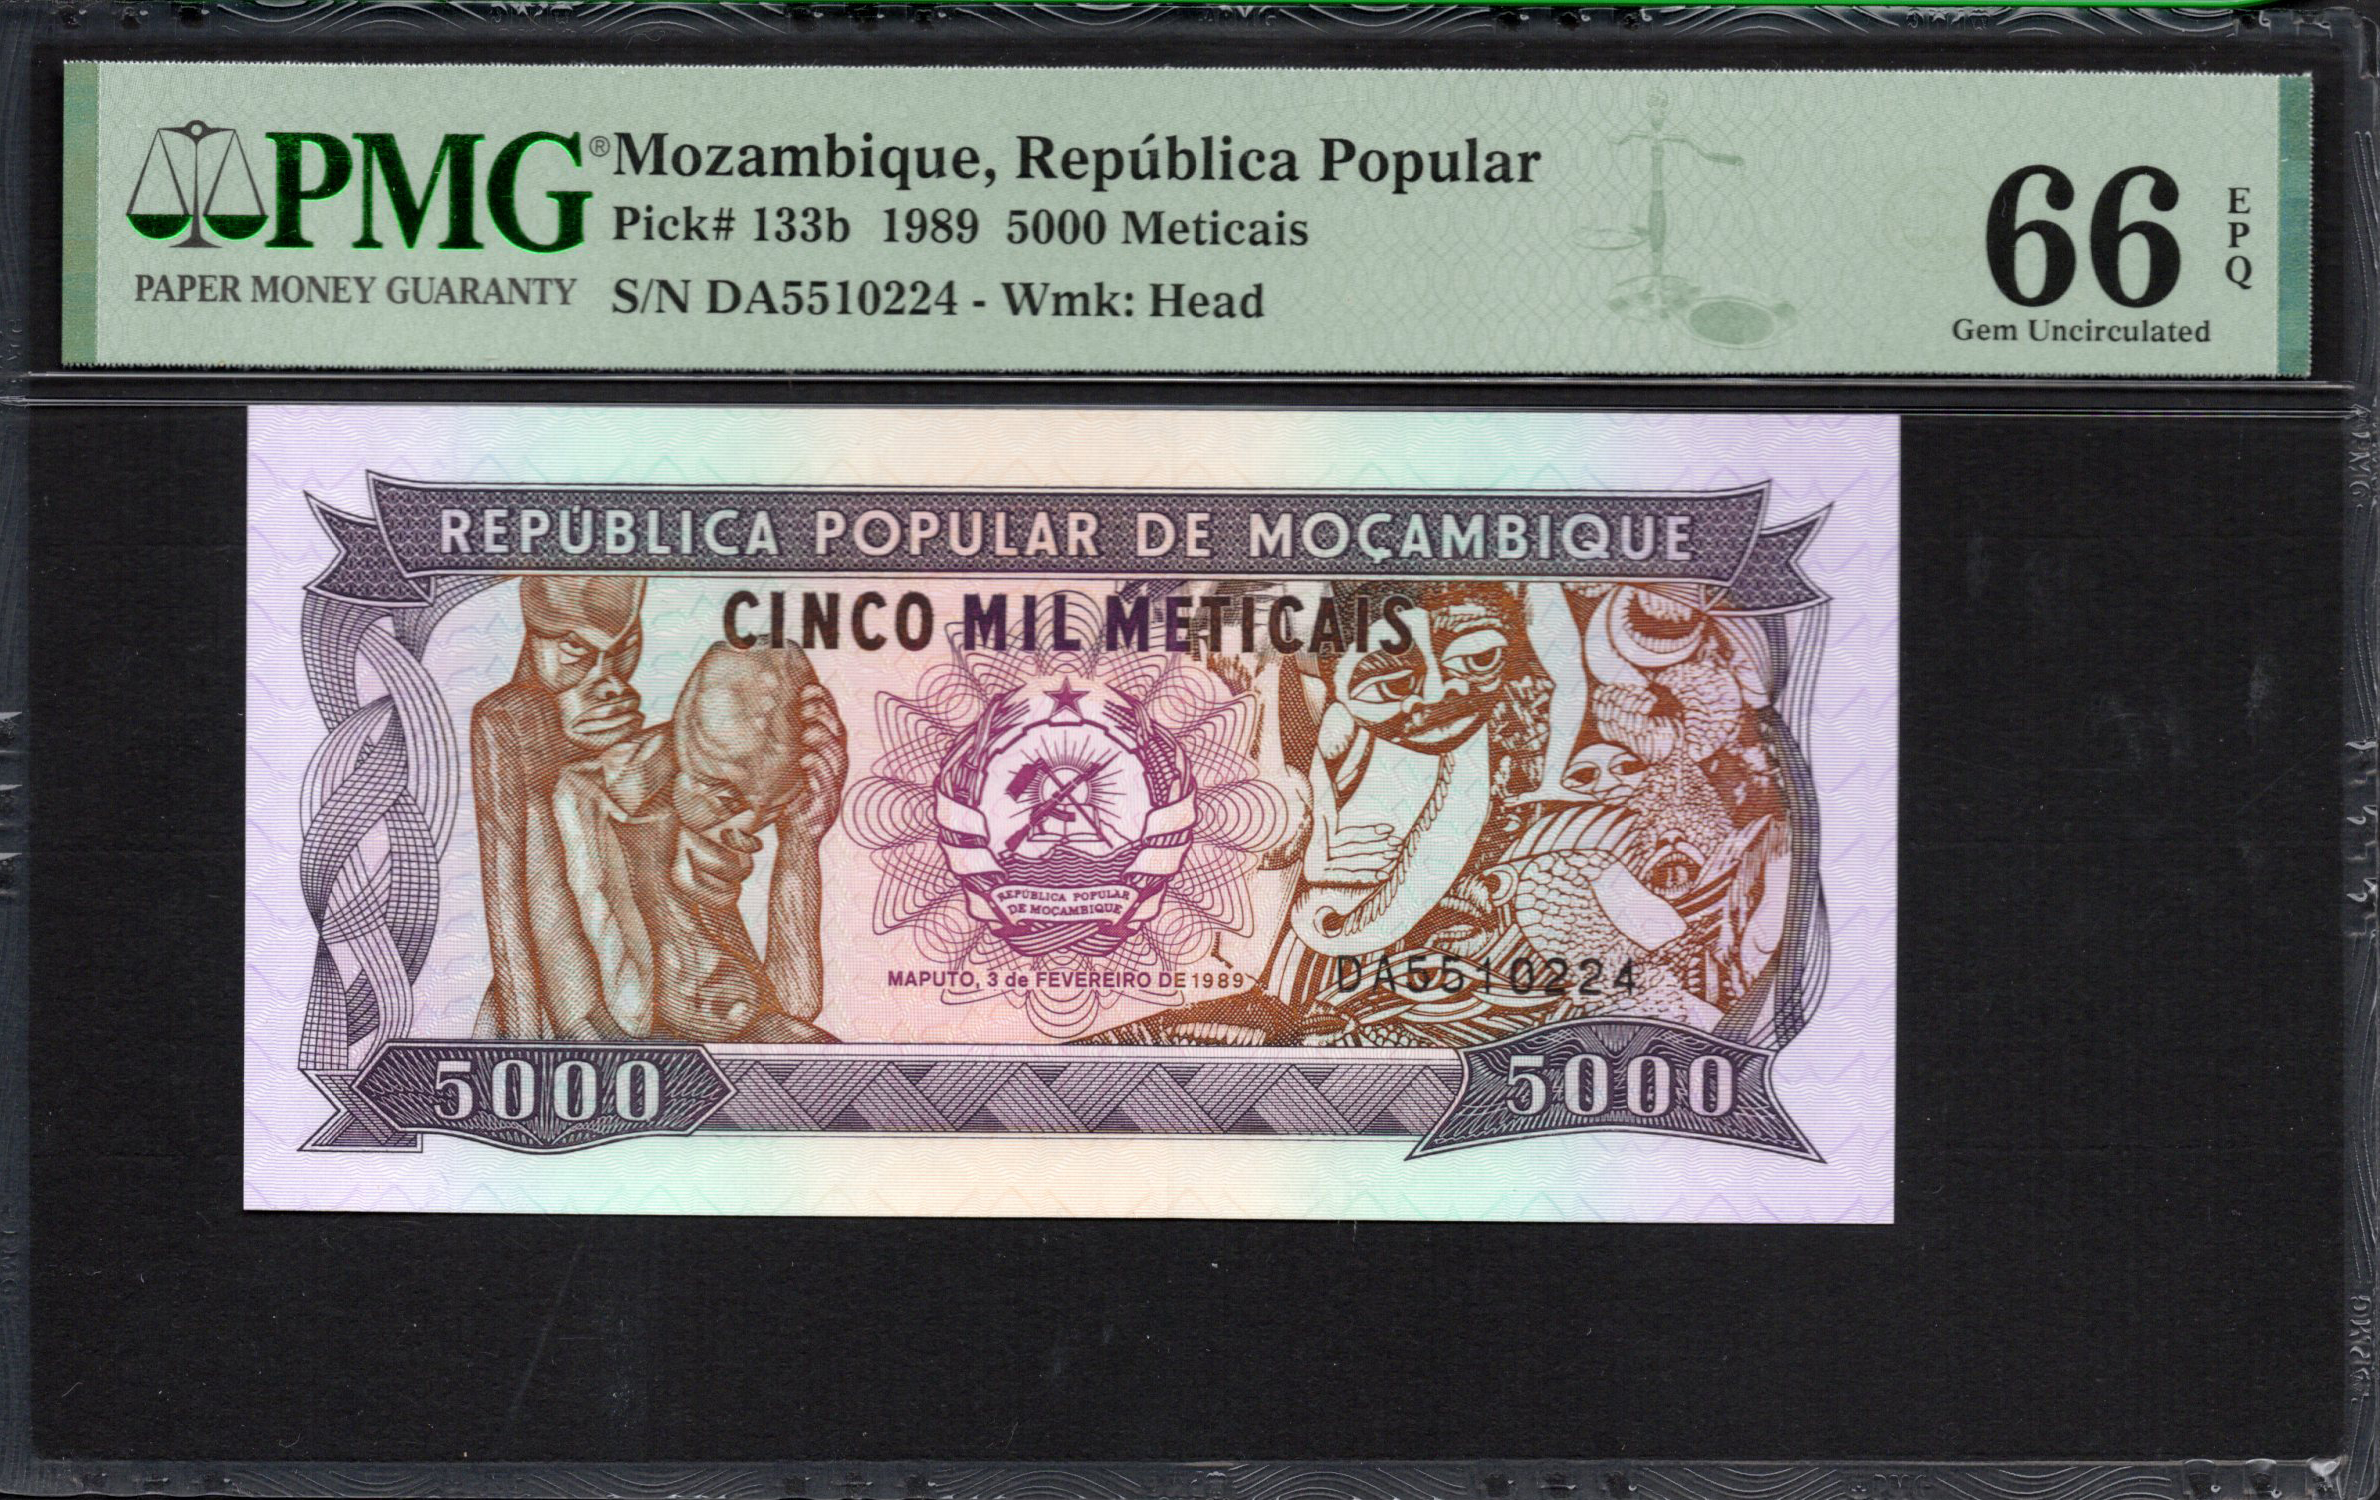 PMG®
PAPER MONEY GUARANTY
Mozambique, República Popular
Pick# 133b 1989 5000 Meticais
S/N DA5510224 - Wmk: Head
66
EPQ
Gem Uncirculated
REPÚBLICA POPULAR DE MOÇAMBIQUE
CINCO MIL METICAIS
REPÚBLICA POPULAR
DE MOÇAMBIQUE
MAPUTO, 3 de FEVEREIRO DE 1989
DA5510224
5000
5000